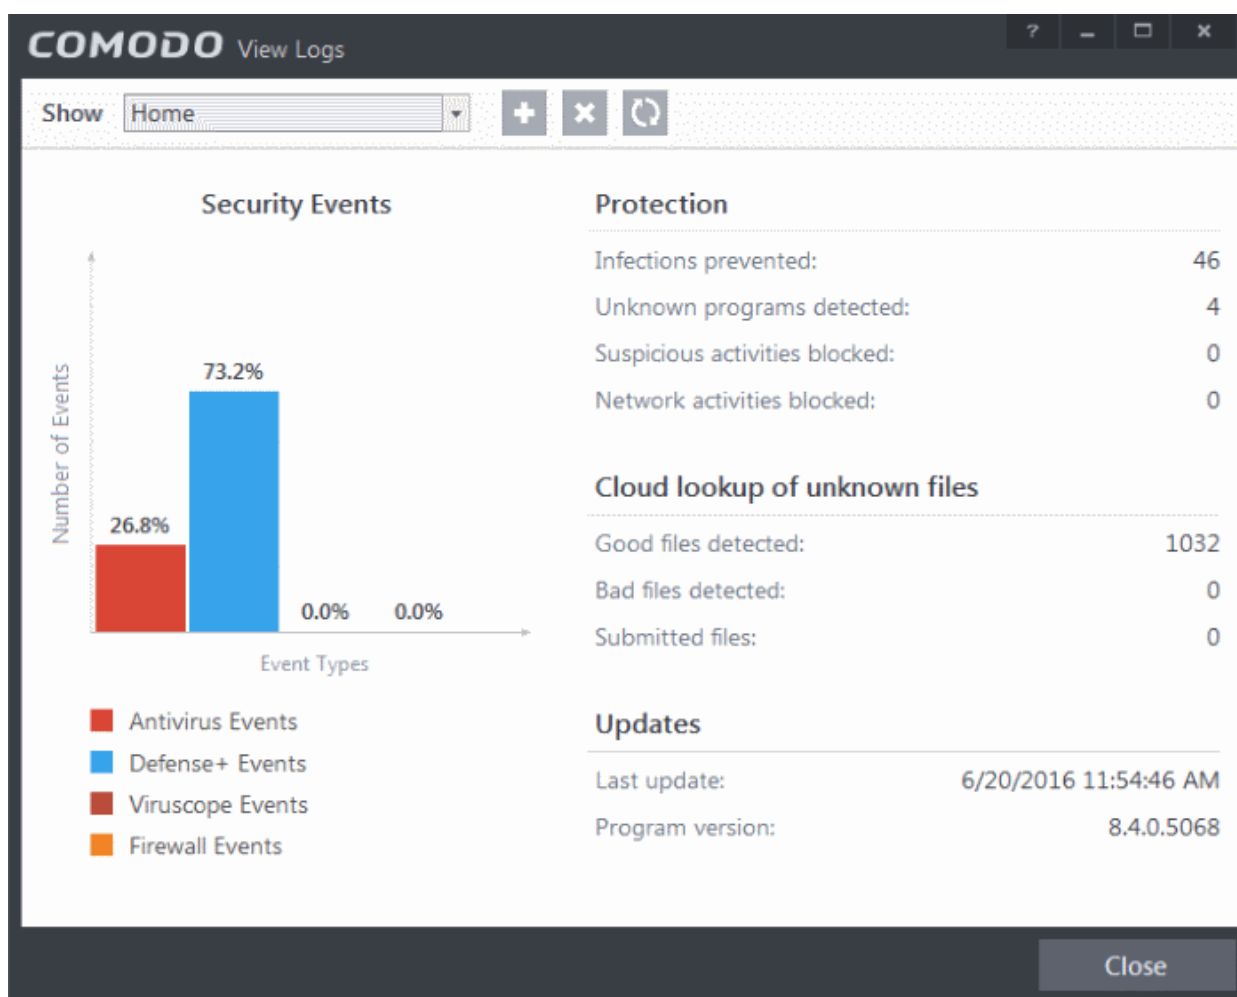 COMODO View Logs
?
Show Home
Security Events
Number of Events
73.2%
26.8%
0.0% 0.0%
Event Types
Antivirus Events
Defense+ Events
Viruscope Events
Firewall Events
Protection
Infections prevented: 46
Unknown programs detected: 4
Suspicious activities blocked: 0
Network activities blocked: 0
Cloud lookup of unknown files
Good files detected: 1032
Bad files detected: 0
Submitted files: 0
Updates
Last update: 6/20/2016 11:54:46 AM
Program version: 8.4.0.5068
Close